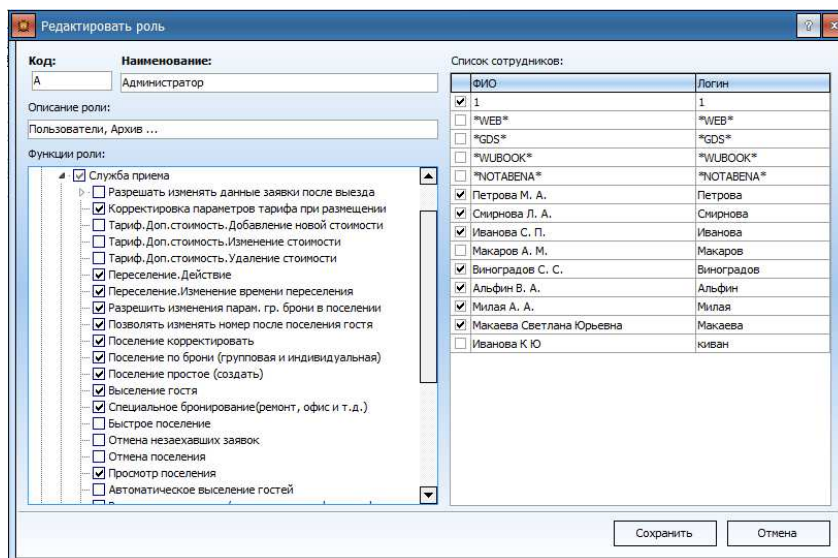 Редактировать роль
Код:
Наименование:
А
Администратор
Описание роли:
Пользователи, Архив ...
Функции роли:
Служба приема
Разрешать изменять данные заявки после выезда
Корректировка параметров тарифа при размещении
Тариф.Доп.стоимость.Добавление новой стоимости
Тариф.Доп.стоимость.Изменение стоимости
Тариф.Доп.стоимость.Удаление стоимости
Переселение.Действие
Переселение.Изменение времени переселения
Разрешить изменения парам. гр. брони в поселении
Позволять изменять номер после поселения гостя
Поселение корректировать
Поселение по брони (групповая и индивидуальная)
Поселение простое (создать)
Выселение гостя
Специальное бронирование(ремонт, офис и т.д.)
Быстрое поселение
Отмена незаехавших заявок
Отмена поселения
Просмотр поселения
Автоматическое выселение гостей
Список сотрудников:
ФИО Логин
1 1
*WEB* *WEB*
*GDS* *GDS*
*WUBOOK* *WUBOOK*
*NOTABENA* *NOTABENA*
Петрова М. А. Петрова
Смирнова Л. А. Смирнова
Иванова С. П. Иванова
Макаров А. М. Макаров
Виноградов С. С. Виноградов
Альфин В. А. Альфин
Милая А. А. Милая
Макаева Светлана Юрьевна Макаева
Иванова К Ю киван
Сохранить
Отмена